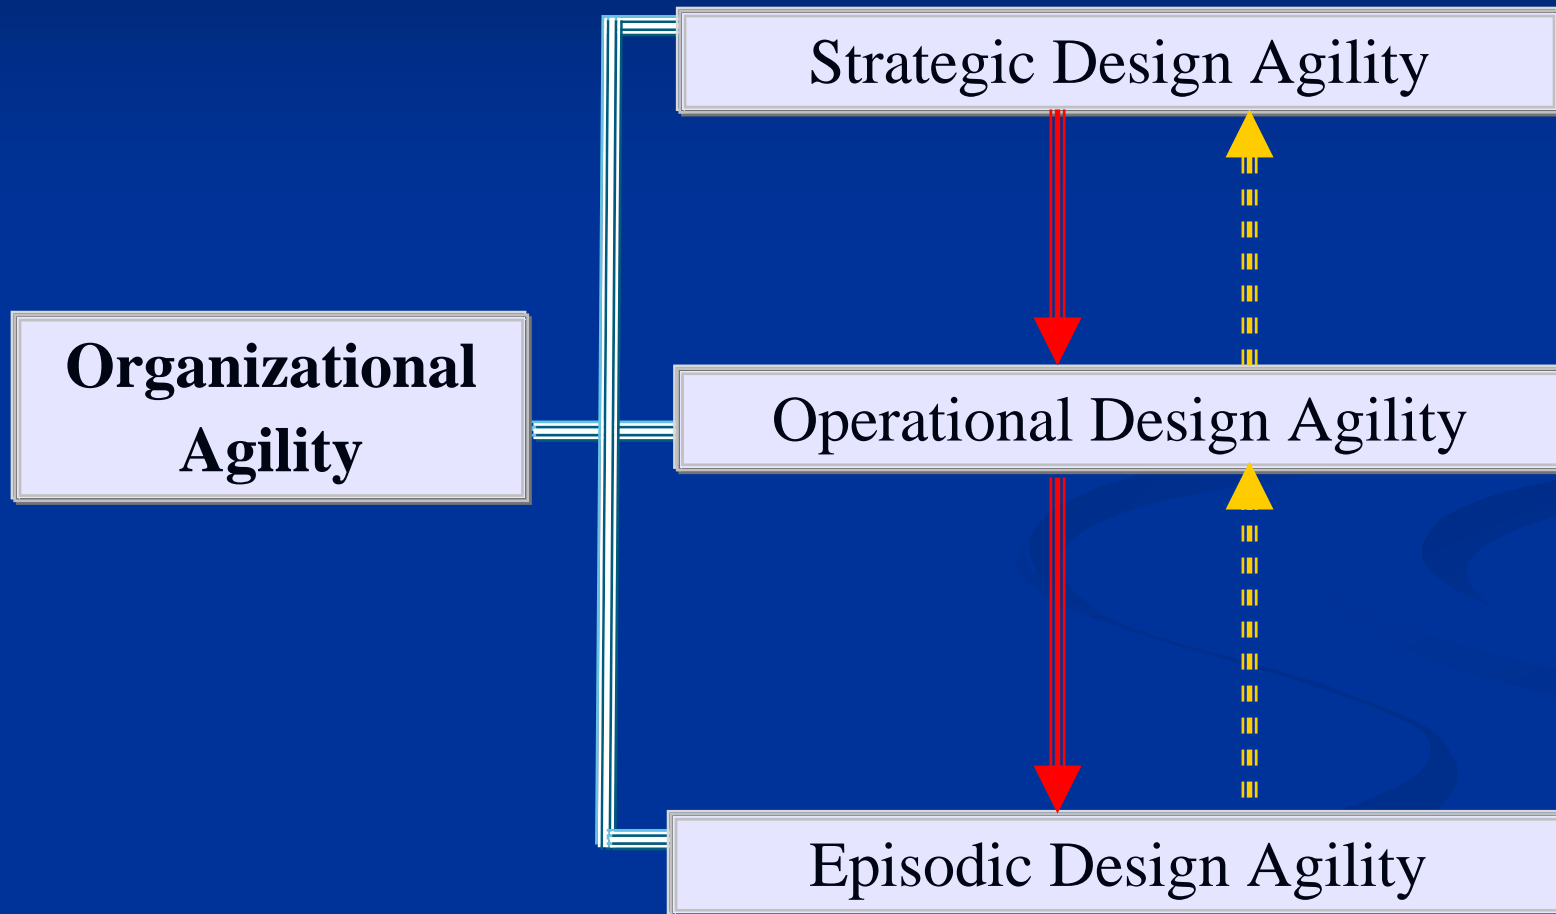 Strategic Design Agility
Organizational
Agility
Operational Design Agility
Episodic Design Agility